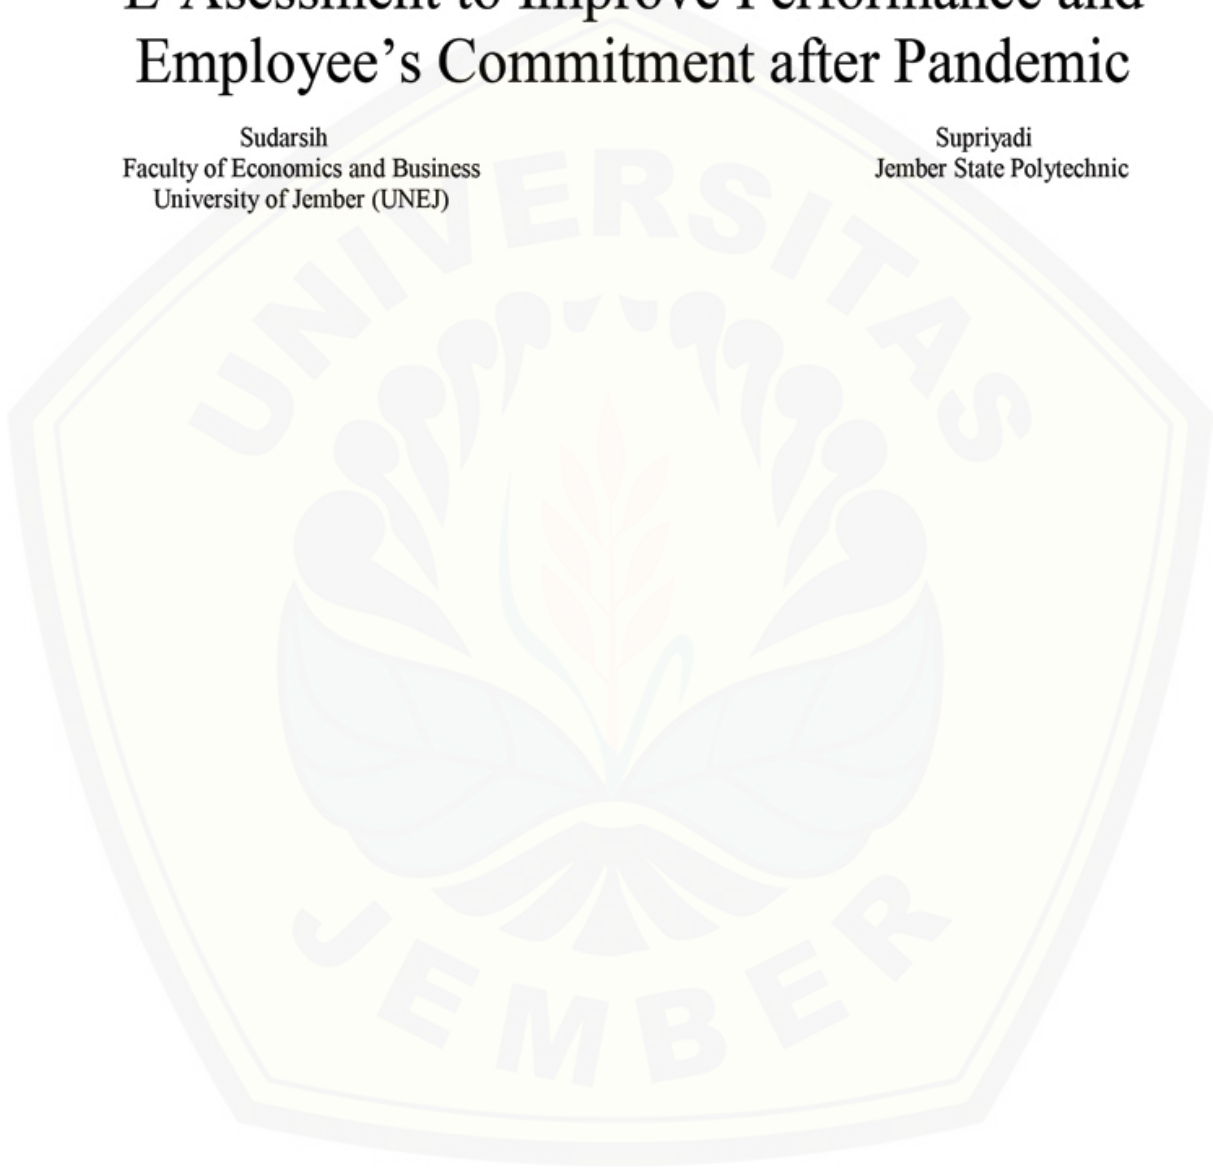 E-Asessment to Improve Performance and
Employee’s Commitment after Pandemic
Sudarsih
Faculty of Economics and Business
University of Jember (UNEJ)
Supriyadi
Jember State Polytechnic
UNIVERSITAS
JEMBER